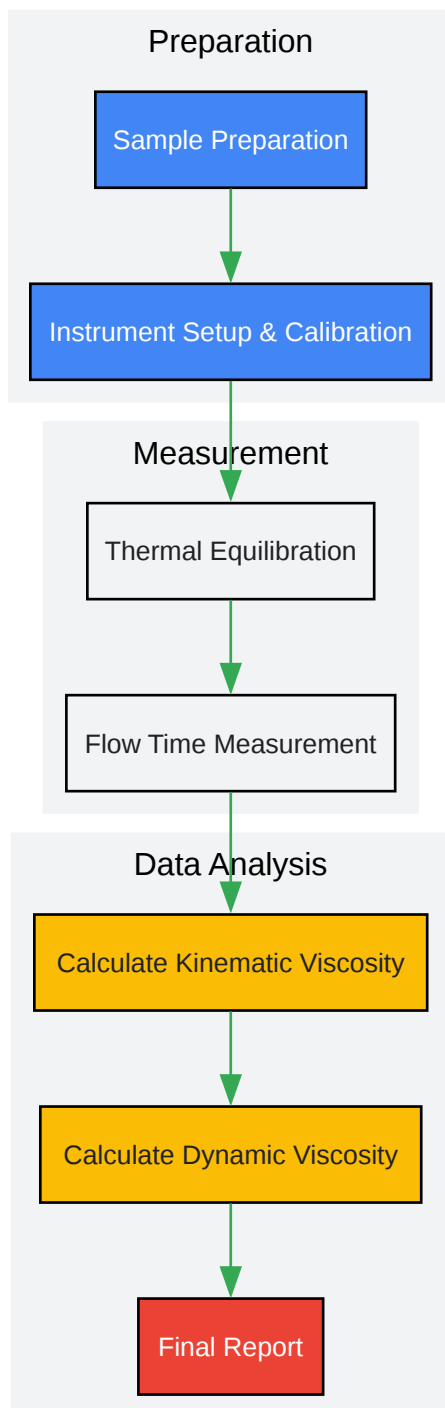 Preparation
Sample Preparation
Instrument Setup & Calibration
Measurement
Thermal Equilibration
Flow Time Measurement
Data Analysis
Calculate Kinematic Viscosity
Calculate Dynamic Viscosity
Final Report